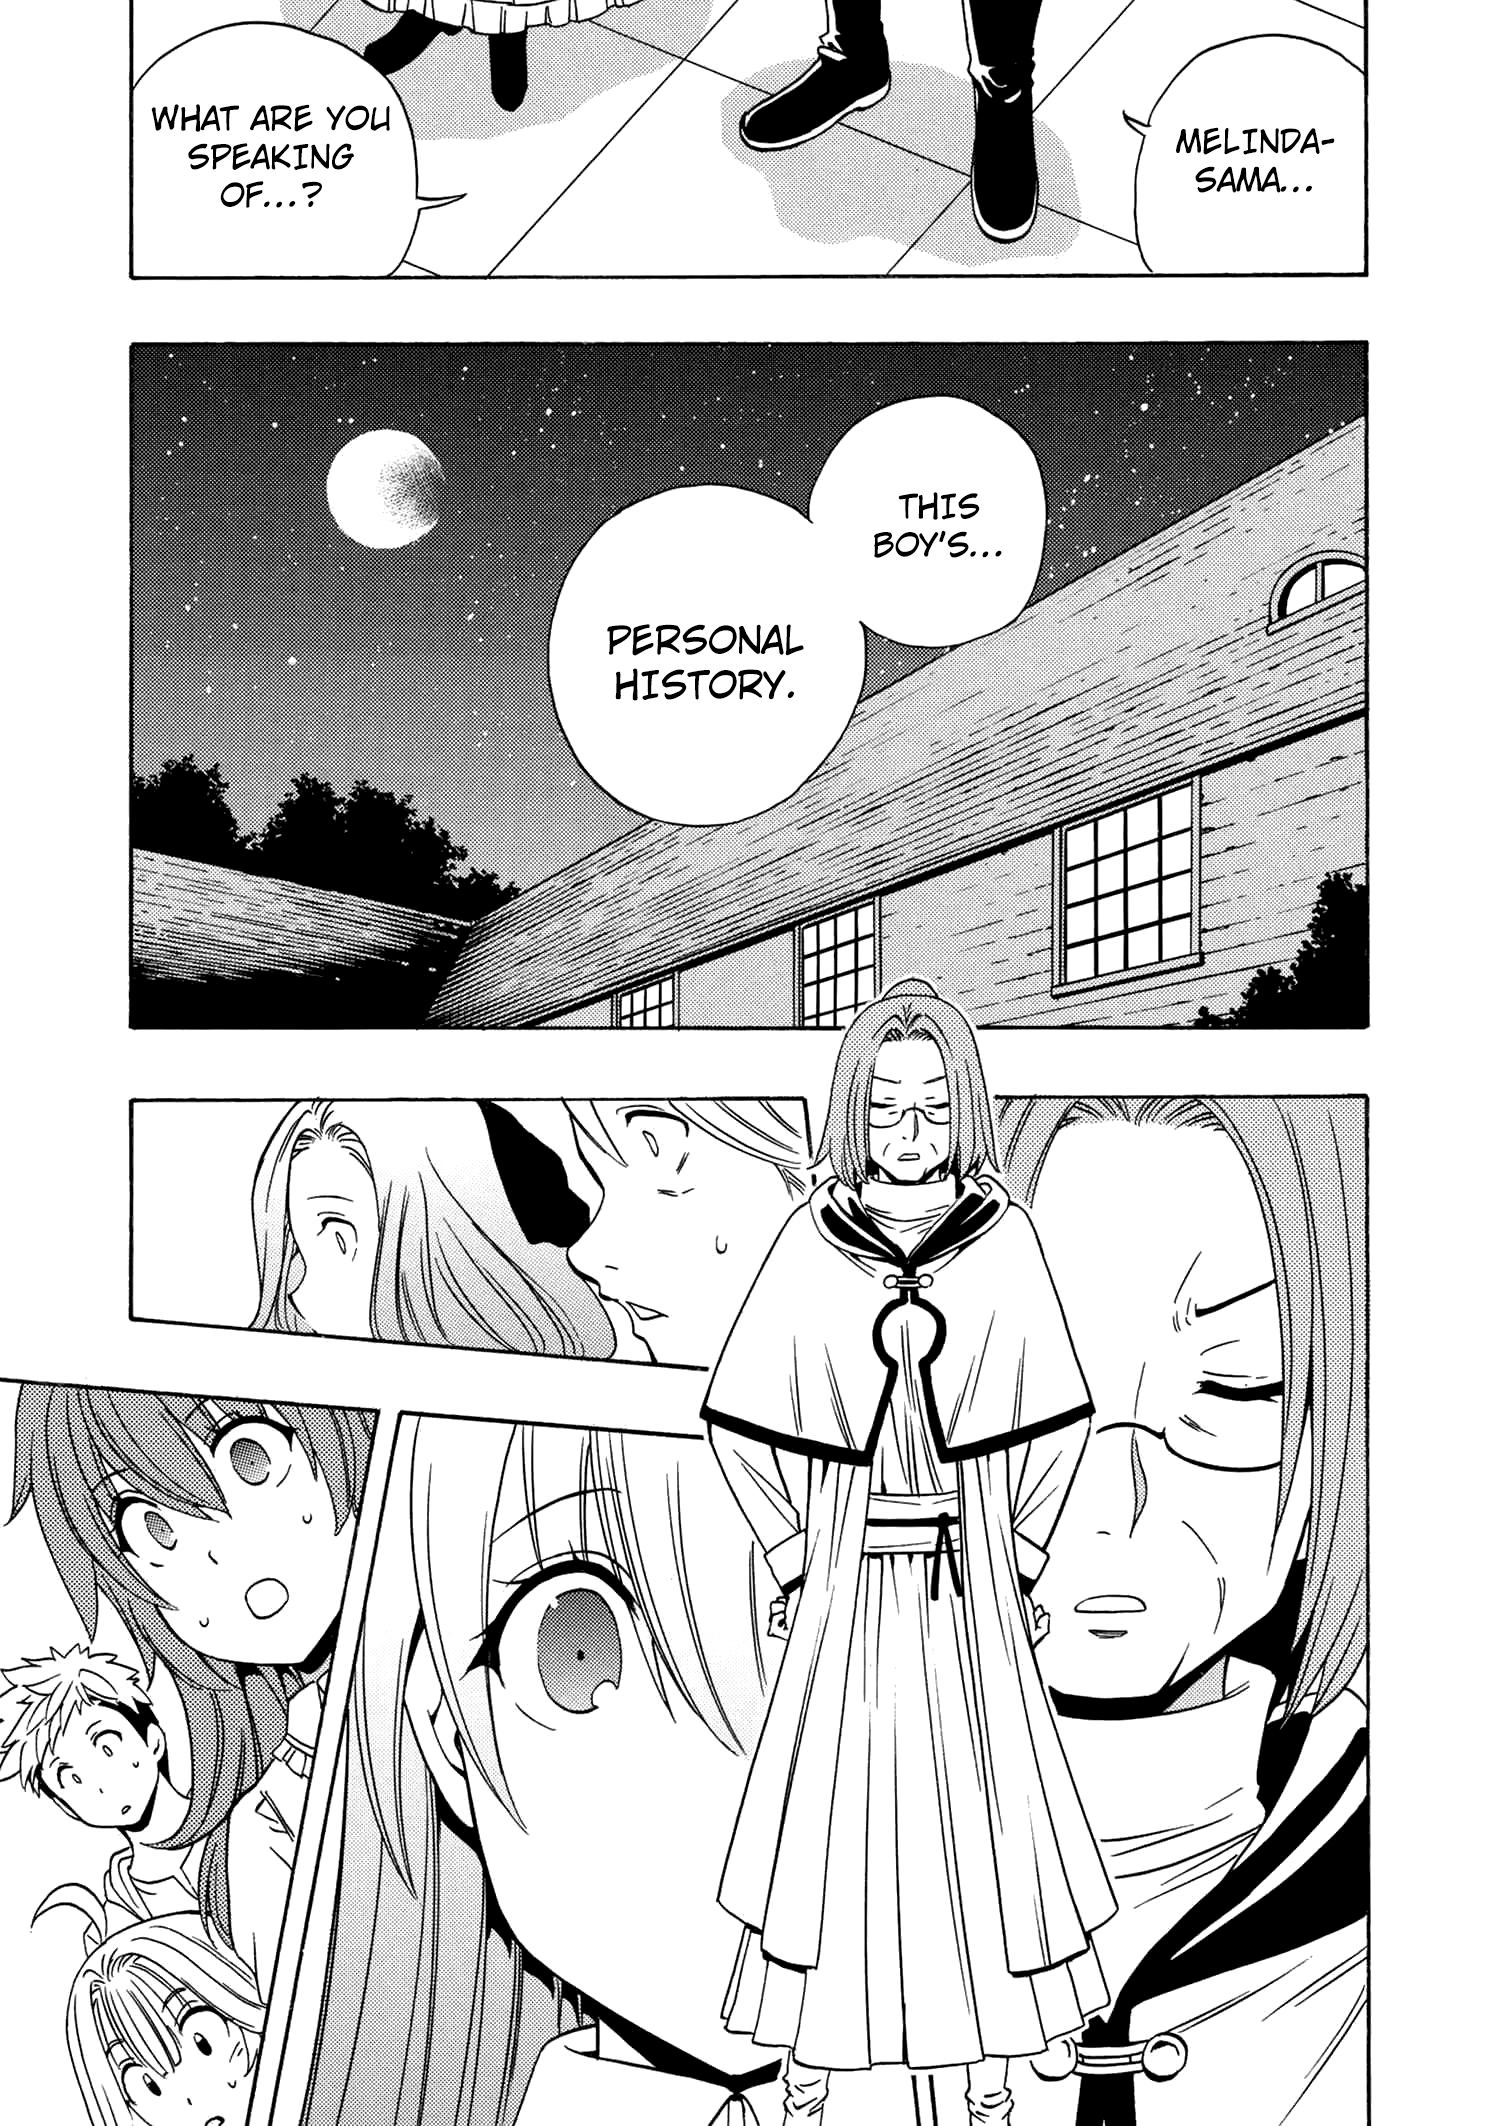 MELINDA-
SAMA...
WHAT ARE YOU
SPEAKING
OF...?
THIS
BOY'S...
PERSONAL
HISTORY.